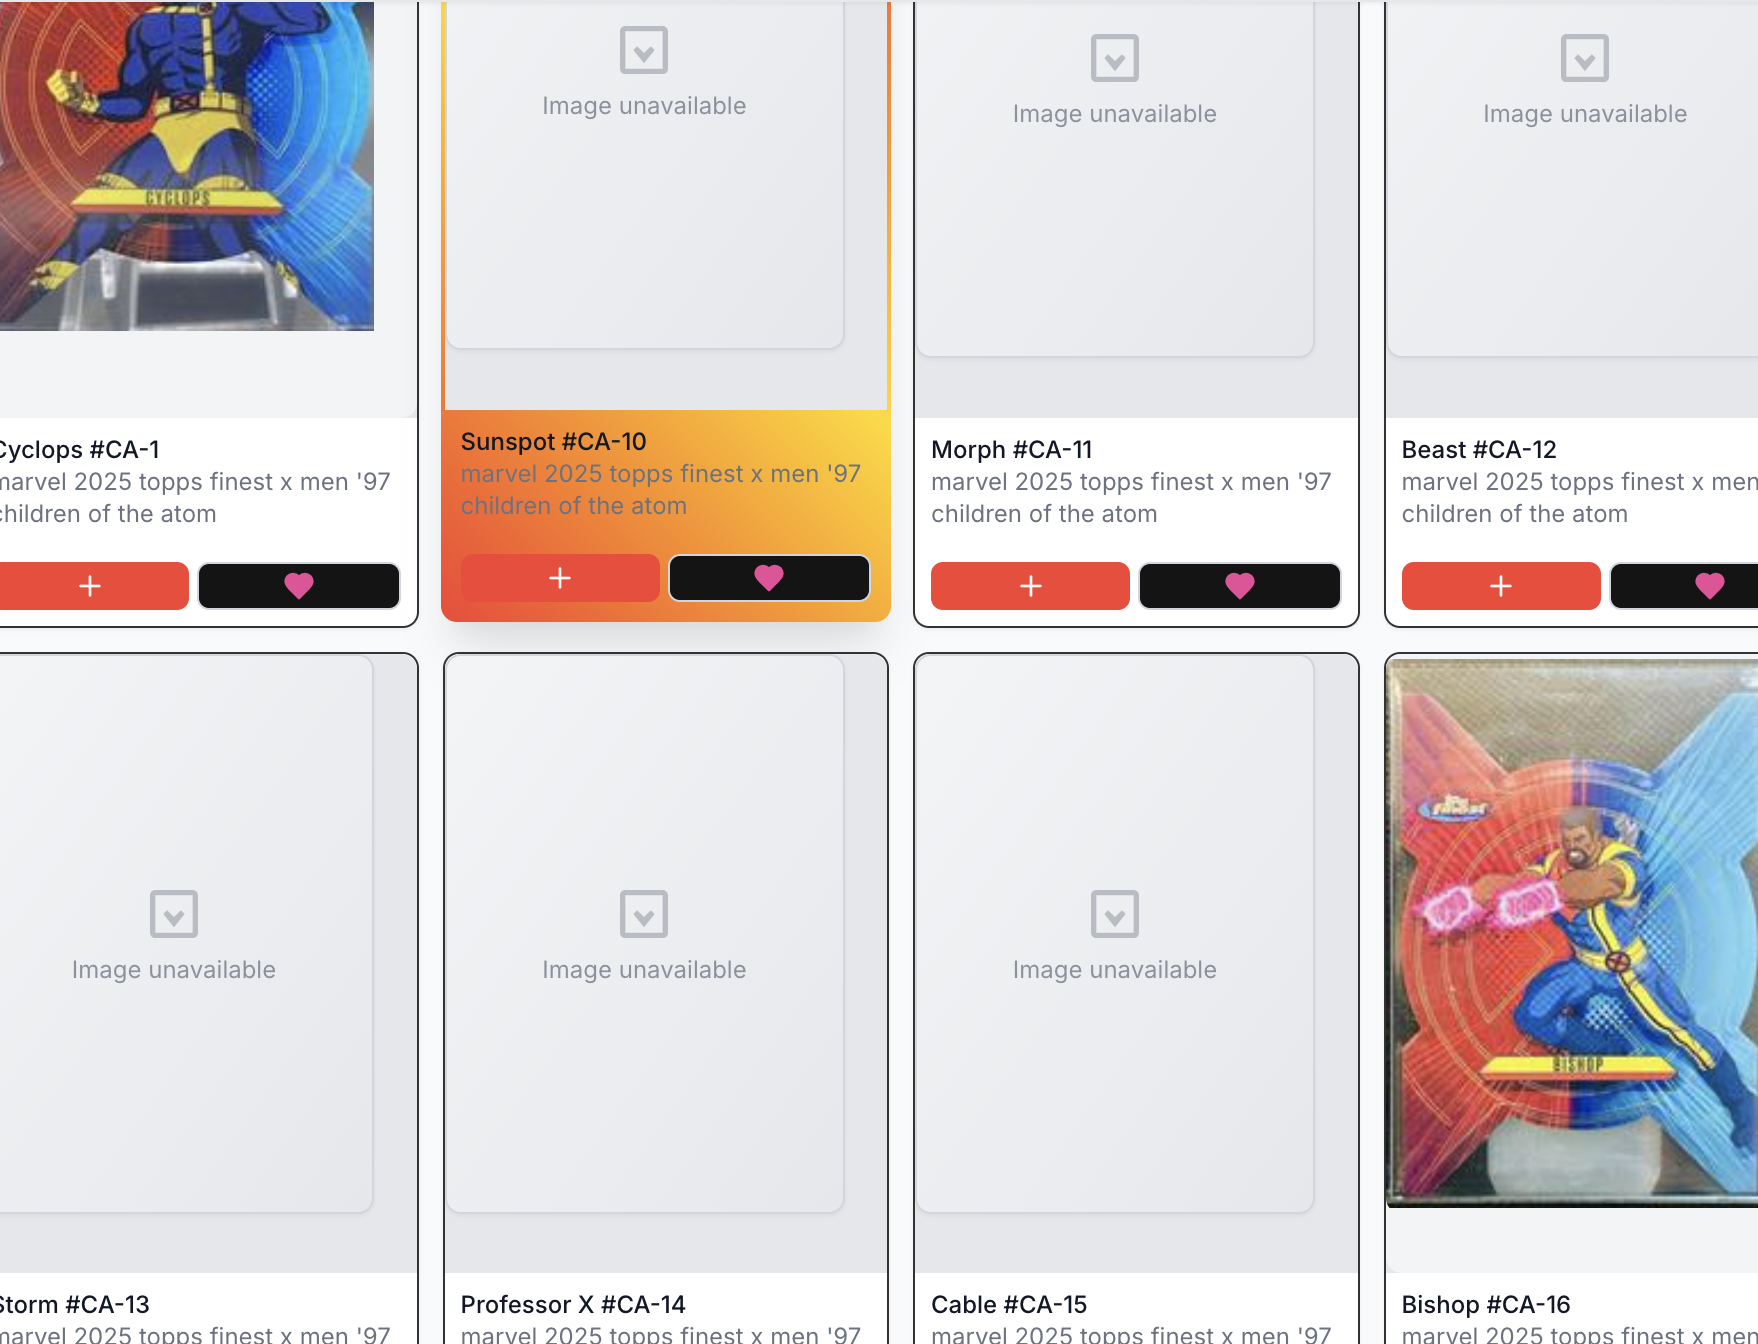 CYCLOPS
Image unavailable
Image unavailable
Image unavailable
Cyclops #CA-1
marvel 2025 topps finest x men '97
children of the atom
Sunspot #CA-10
marvel 2025 topps finest x men '97
children of the atom
Morph #CA-11
marvel 2025 topps finest x men '97
children of the atom
Beast #CA-12
marvel 2025 topps finest x men
children of the atom
Image unavailable
Image unavailable
Image unavailable
Finest
BISHOP
Storm #CA-13
marvel 2025 topps finest x men '97
Professor X #CA-14
marvel 2025 topps finest x men '97
Cable #CA-15
marvel 2025 topps finest x men '97
Bishop #CA-16
marvel 2025 topps finest x me